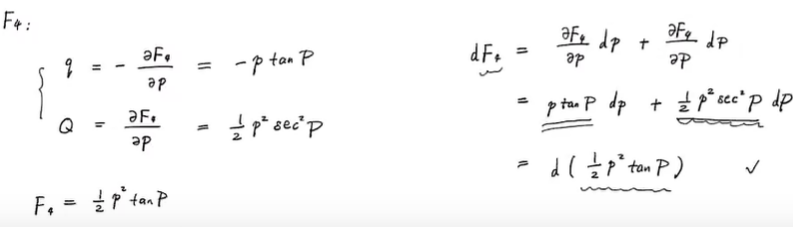 F₄:
q = - ∂F₄/∂p = -p tan P
Q = ∂F₄/∂P = ½ p² sec² P
F₄ = ½ p² tan P
dF₄ = ∂F₄/∂p dp + ∂F₄/∂P dP
= p tan P dp + ½ p² sec² P dP
= d ( ½ p² tan P ) ✓